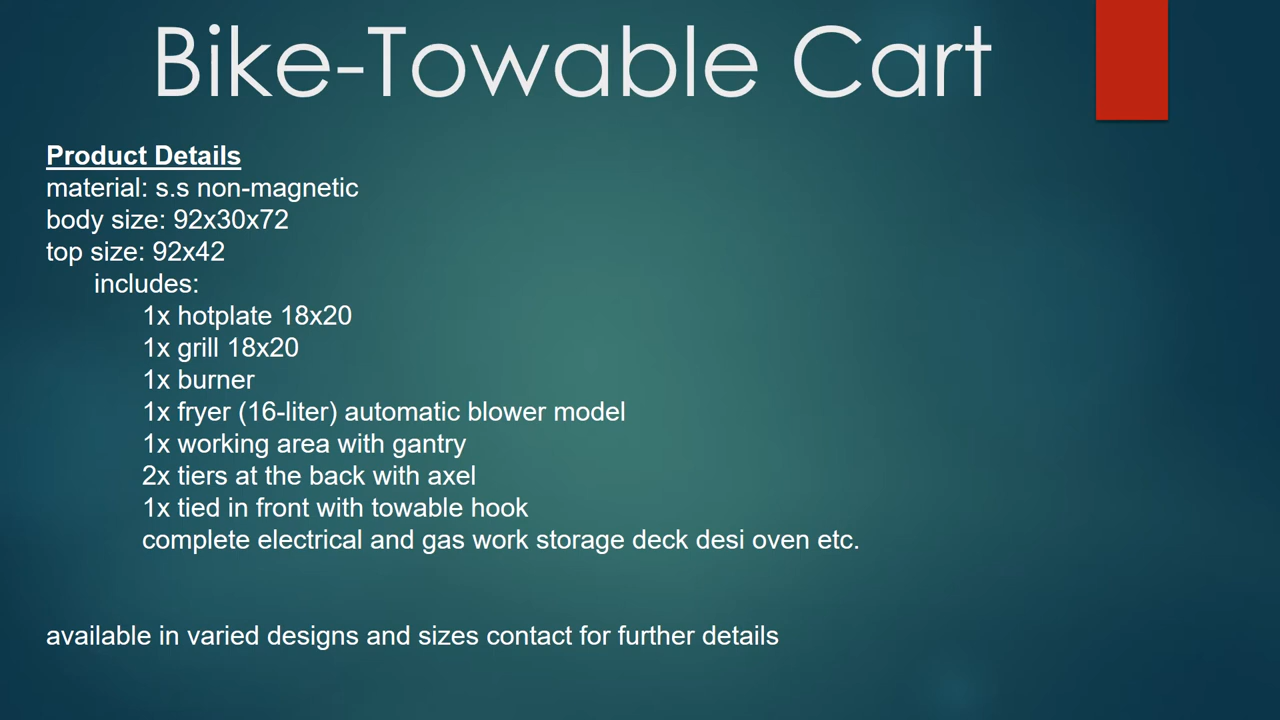 Bike-Towable Cart
Product Details
material: s.s non-magnetic
body size: 92x30x72
top size: 92x42
includes:
1x hotplate 18x20
1x grill 18x20
1x burner
1x fryer (16-liter) automatic blower model
1x working area with gantry
2x tiers at the back with axel
1x tied in front with towable hook
complete electrical and gas work storage deck desi oven etc.
available in varied designs and sizes contact for further details